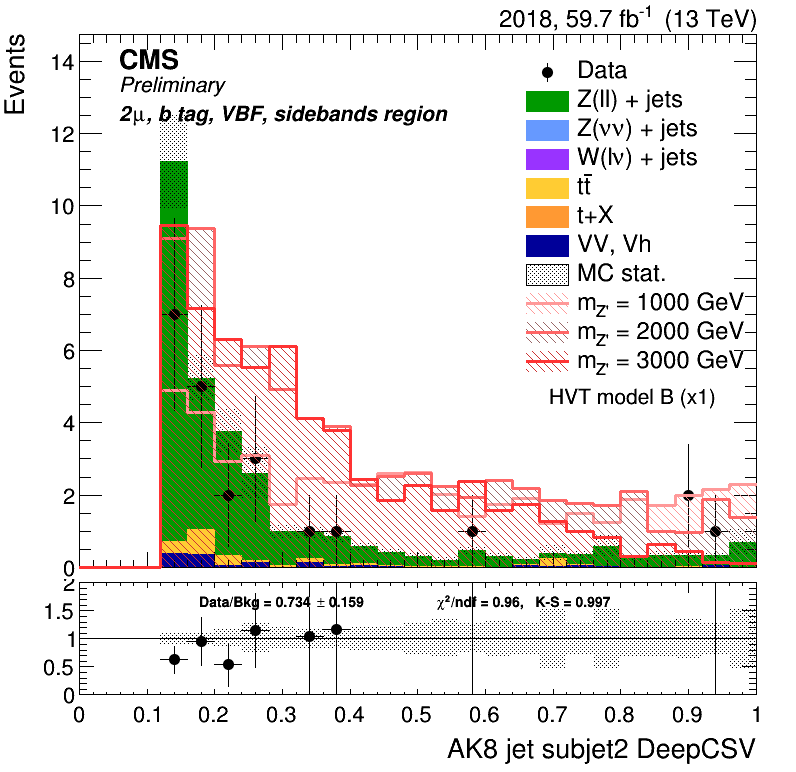 2018, 59.7 fb⁻¹ (13 TeV)
Events
CMS
Preliminary
2μ, b tag, VBF, sidebands region
Data
Z(ll) + jets
Z(νν) + jets
W(lν) + jets
tt̄
t+X
VV, Vh
MC stat.
m_Z' = 1000 GeV
m_Z' = 2000 GeV
m_Z' = 3000 GeV
HVT model B (x1)
14
12
10
8
6
4
2
0
Data/Bkg = 0.734 ± 0.159 χ²/ndf = 0.96, K-S = 0.997
2
1.5
1
0.5
0
0 0.1 0.2 0.3 0.4 0.5 0.6 0.7 0.8 0.9 1
AK8 jet subjet2 DeepCSV